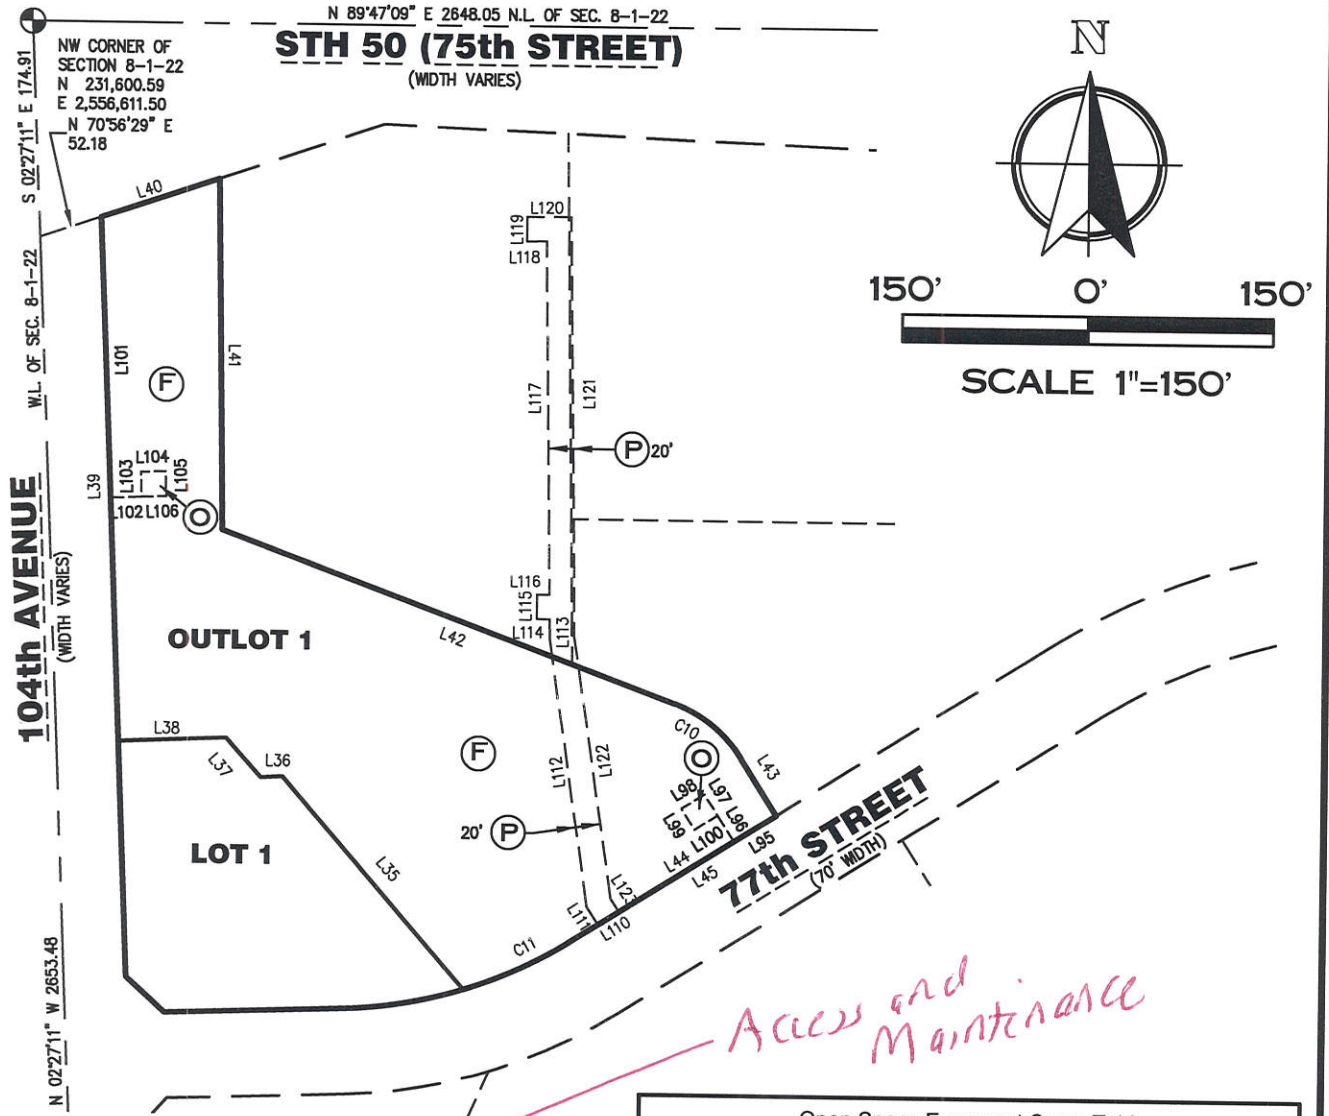 N 89°47'09" E 2648.05 N.L. OF SEC. 8-1-22
STH 50 (75th STREET)
(WIDTH VARIES)
NW CORNER OF
SECTION 8-1-22
N 231,600.59
E 2,556,611.50
N 70°56'29" E
52.18
S 02°27'11" E 174.91
W.L. OF SEC. 8-1-22
N 02°27'11" W 2653.48
104th AVENUE
(WIDTH VARIES)
N
150' 0' 150'
SCALE 1"=150'
L40
L120
L119
L118
L101
L41
F
L117
L121
P 20'
L39
L103
L104
L105
L102 L106
O
L116
L115
L114
L113
L42
OUTLOT 1
L38
L37
L36
F
L112
L122
C10
O
L43
L98
L97
L99
L96
L100
L95
20' P
LOT 1
L35
L44
L45
77th STREET
(70' WIDTH)
L123
L111
L110
C11
Access and
Maintinance